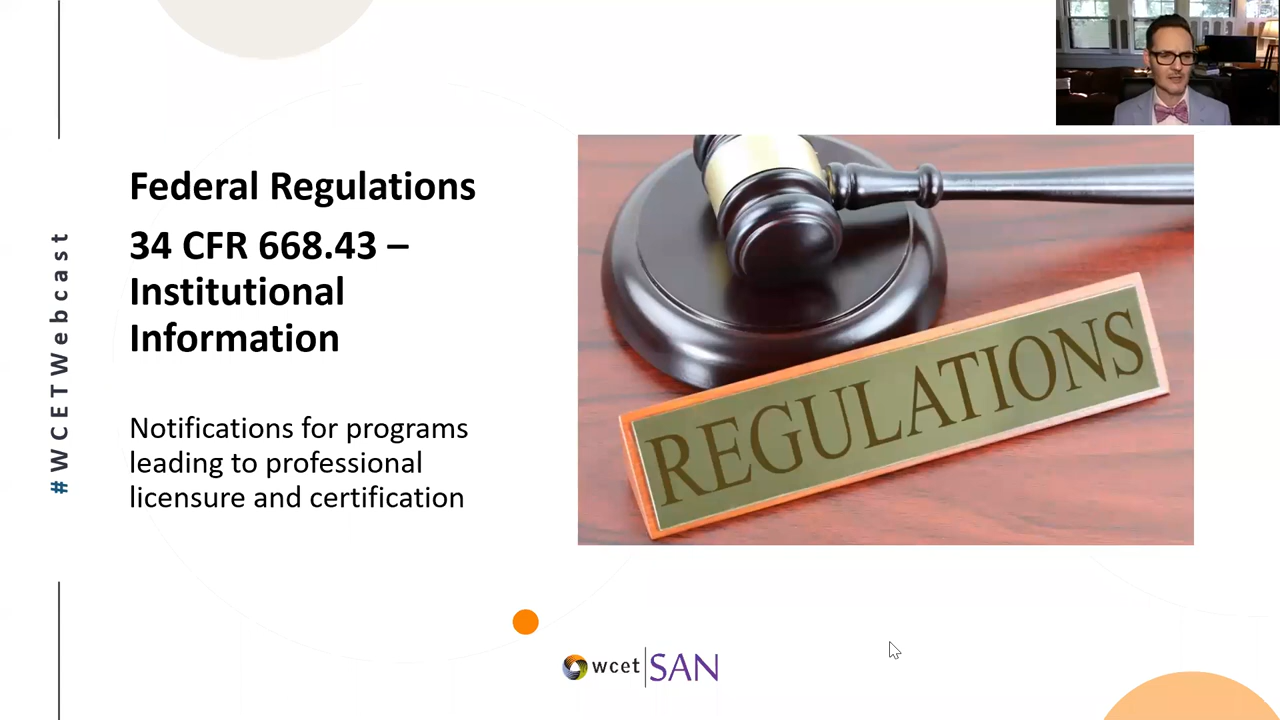 #WCETWebcast
Federal Regulations
34 CFR 668.43 –
Institutional
Information
Notifications for programs
leading to professional
licensure and certification
REGULATIONS
wcet|SAN